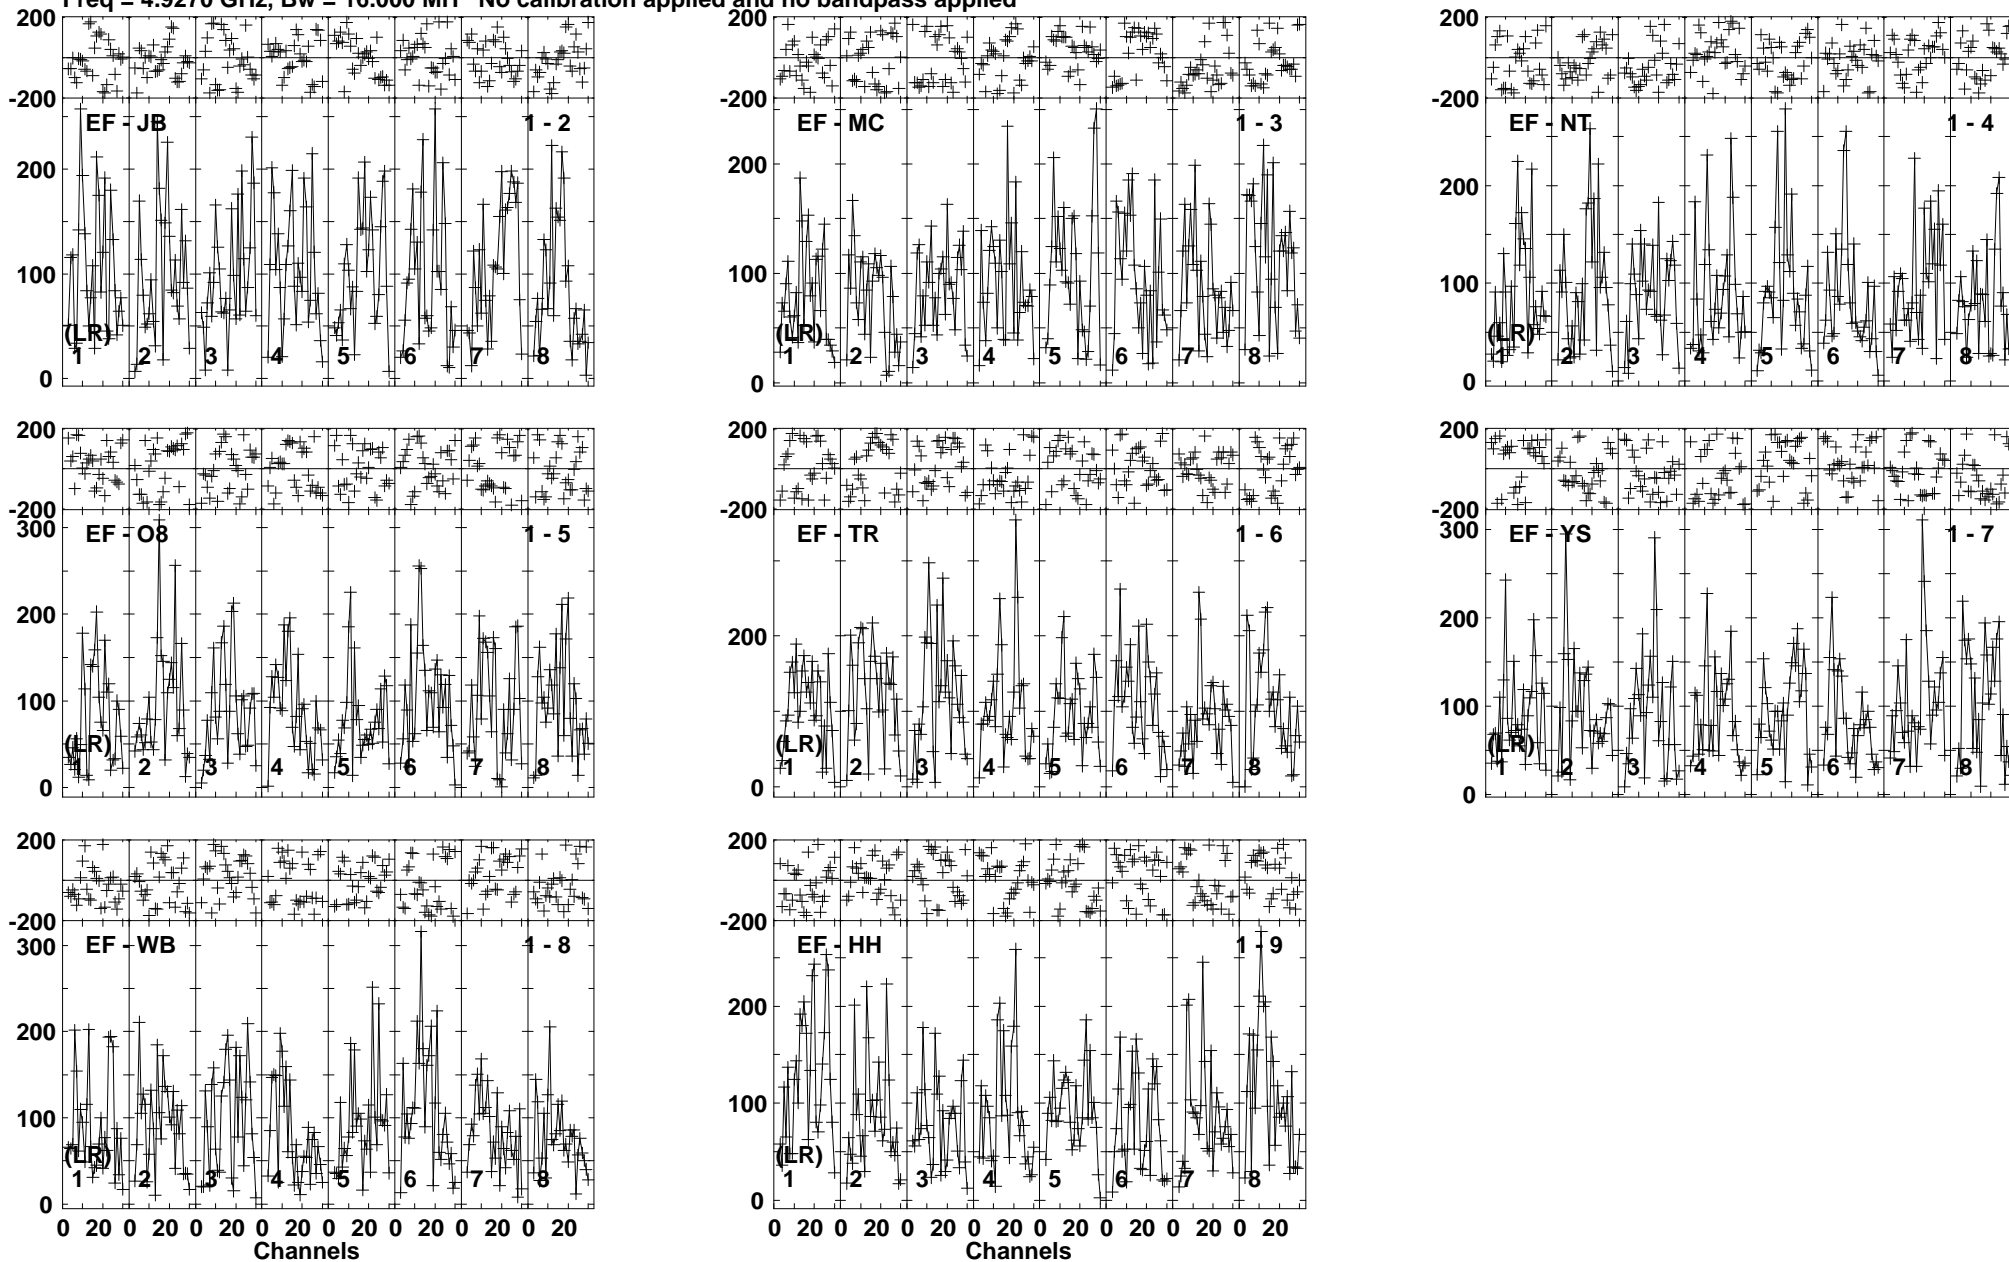 Freq = 4.9270 GHz, Bw = 16.000 MH No calibration applied and no bandpass applied
200
-200
EF - JB 1 - 2
200
100
0
(LR)
1 2 3 4 5 6 7 8
200
-200
EF - MC 1 - 3
200
100
0
(LR)
1 2 3 4 5 6 7 8
200
-200
EF - NT 1 - 4
200
100
0
(LR)
1 2 3 4 5 6 7 8
200
-200
300
EF - O8 1 - 5
200
100
0
(LR)
1 2 3 4 5 6 7 8
200
-200
EF - TR 1 - 6
200
0
(LR)
1 2 3 4 5 6 7 8
200
-200
300
EF - YS 1 - 7
200
100
0
(LR)
1 2 3 4 5 6 7 8
200
-200
300
EF - WB 1 - 8
200
100
0
(LR)
1 2 3 4 5 6 7 8
0 20 0 20 0 20 0 20 0 20 0 20 0 20 0 20
Channels
200
-200
EF - HH 1 - 9
200
100
0
(LR)
1 2 3 4 5 6 7 8
0 20 0 20 0 20 0 20 0 20 0 20 0 20 0 20
Channels